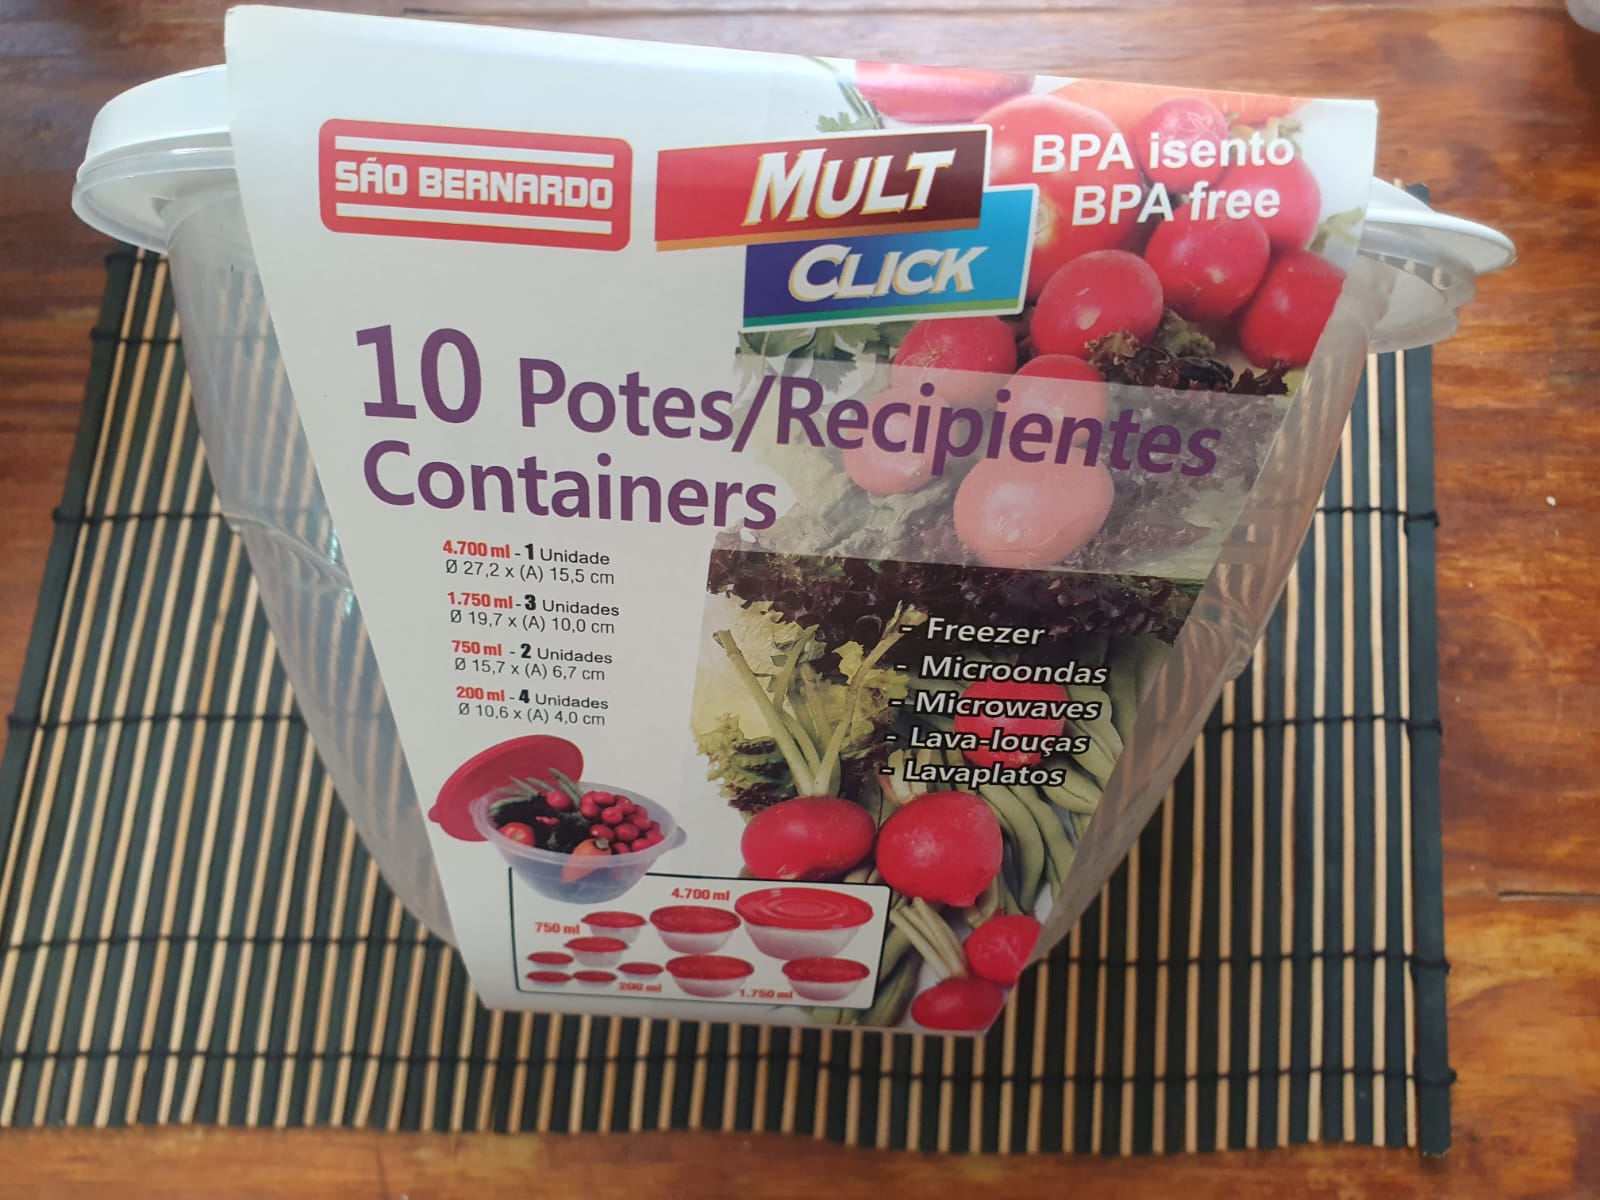 SÃO BERNARDO
MULT
CLICK
BPA isento
BPA free
10 Potes/Recipientes
Containers
4.700 ml - 1 Unidade
Ø 27,2 x (A) 15,5 cm
1.750 ml - 3 Unidades
Ø 19,7 x (A) 10,0 cm
750 ml - 2 Unidades
Ø 15,7 x (A) 6,7 cm
200 ml - 4 Unidades
Ø 10,6 x (A) 4,0 cm
- Freezer
- Microondas
- Microwaves
- Lava-louças
- Lavaplatos
4.700 ml
750 ml
200 ml
1.750 ml